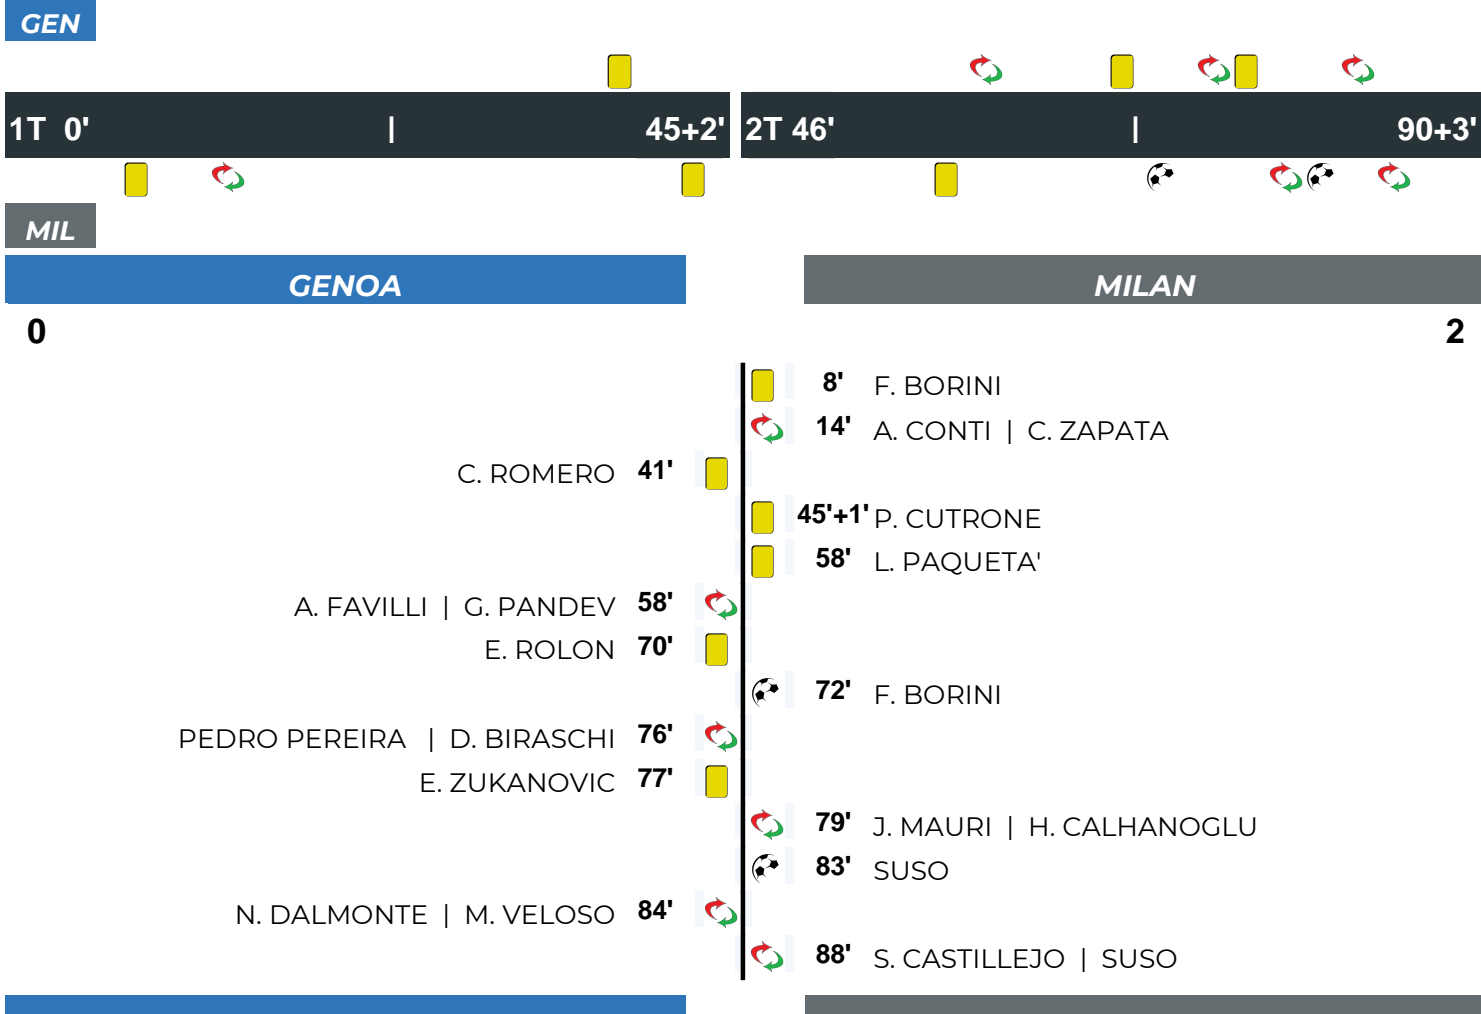 GEN
1T 0' | 45+2' 2T 46' | 90+3'
MIL
GENOA MILAN
0 2
8' F. BORINI
14' A. CONTI | C. ZAPATA
C. ROMERO 41'
45'+1' P. CUTRONE
58' L. PAQUETA'
A. FAVILLI | G. PANDEV 58'
E. ROLON 70'
72' F. BORINI
PEDRO PEREIRA | D. BIRASCHI 76'
E. ZUKANOVIC 77'
79' J. MAURI | H. CALHANOGLU
83' SUSO
N. DALMONTE | M. VELOSO 84'
88' S. CASTILLEJO | SUSO